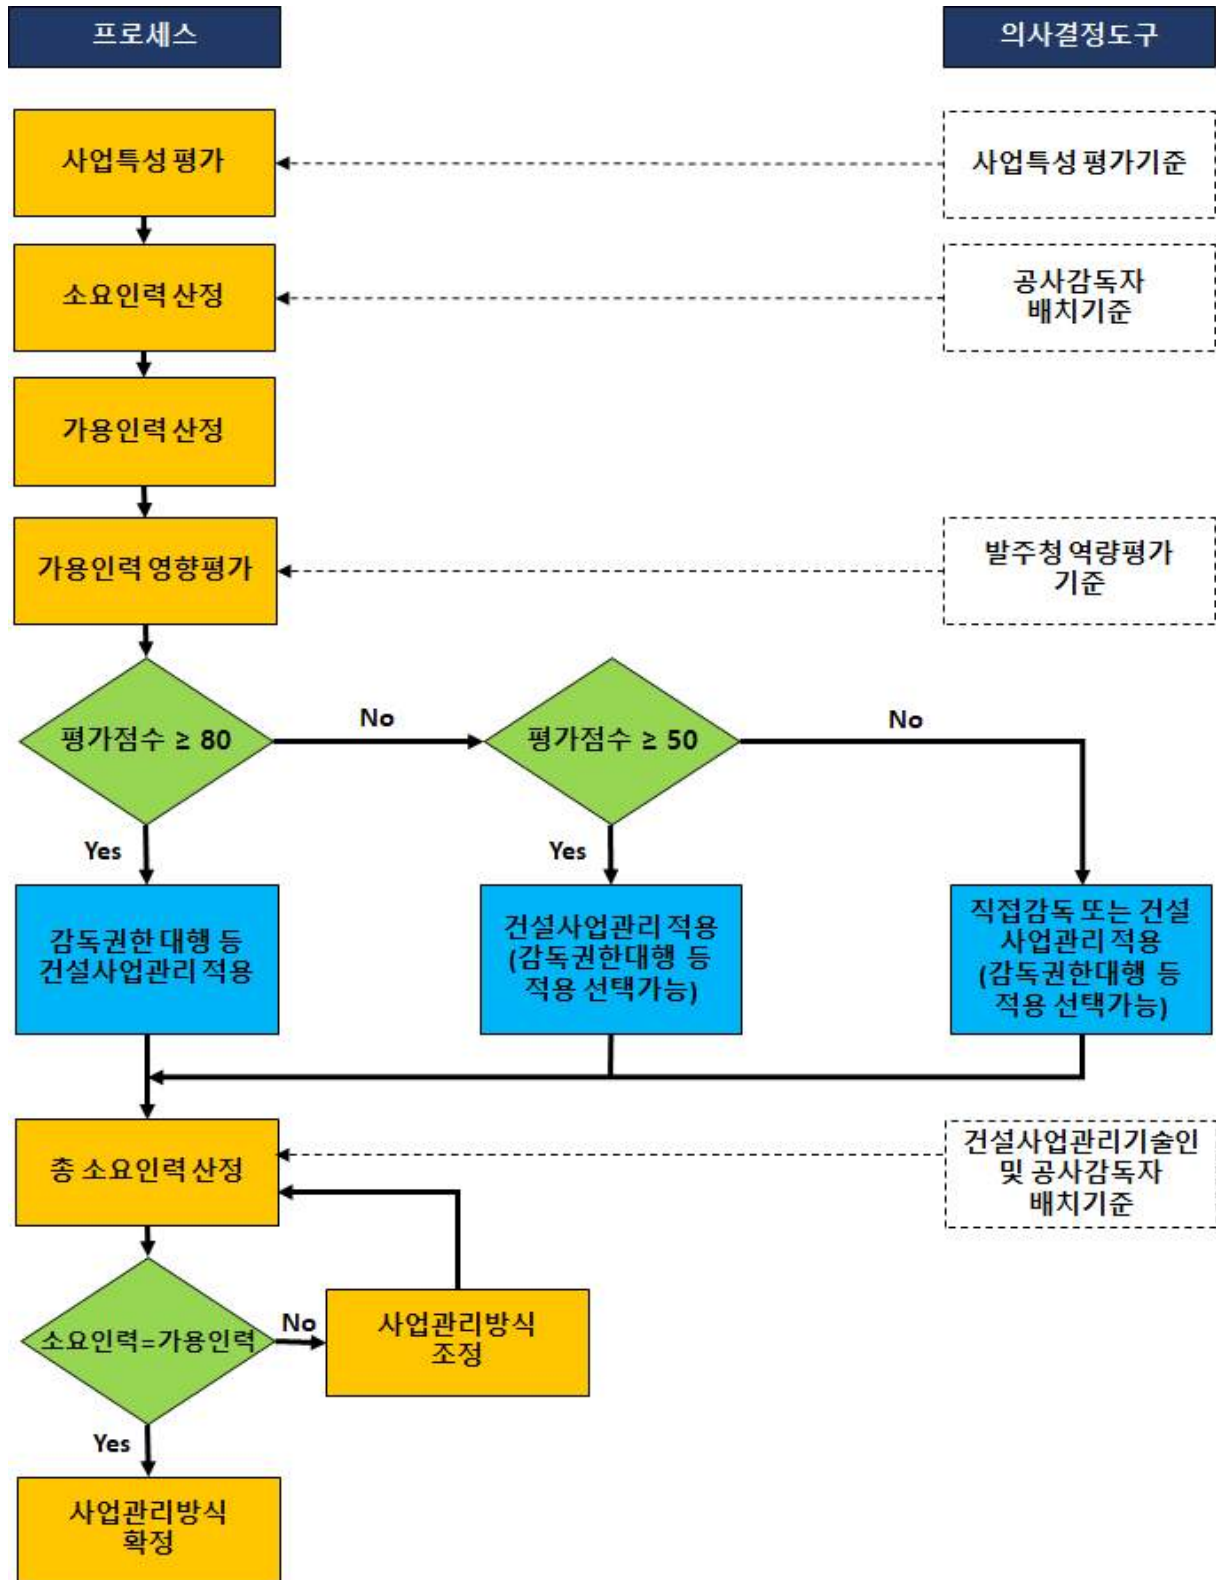 프로세스
의사결정도구
사업특성 평가
사업특성 평가기준
소요인력 산정
공사감독자
배치기준
가용인력 산정
가용인력 영향평가
발주청 역량평가
기준
평가점수 ≥ 80
No
평가점수 ≥ 50
No
Yes
Yes
감독권한 대행 등
건설사업관리 적용
건설사업관리 적용
(감독권한대행 등
적용 선택가능)
직접감독 또는 건설
사업관리 적용
(감독권한대행 등
적용 선택가능)
총 소요인력 산정
건설사업관리기술인
및 공사감독자
배치기준
소요인력=가용인력
No
사업관리방식
조정
Yes
사업관리방식
확정